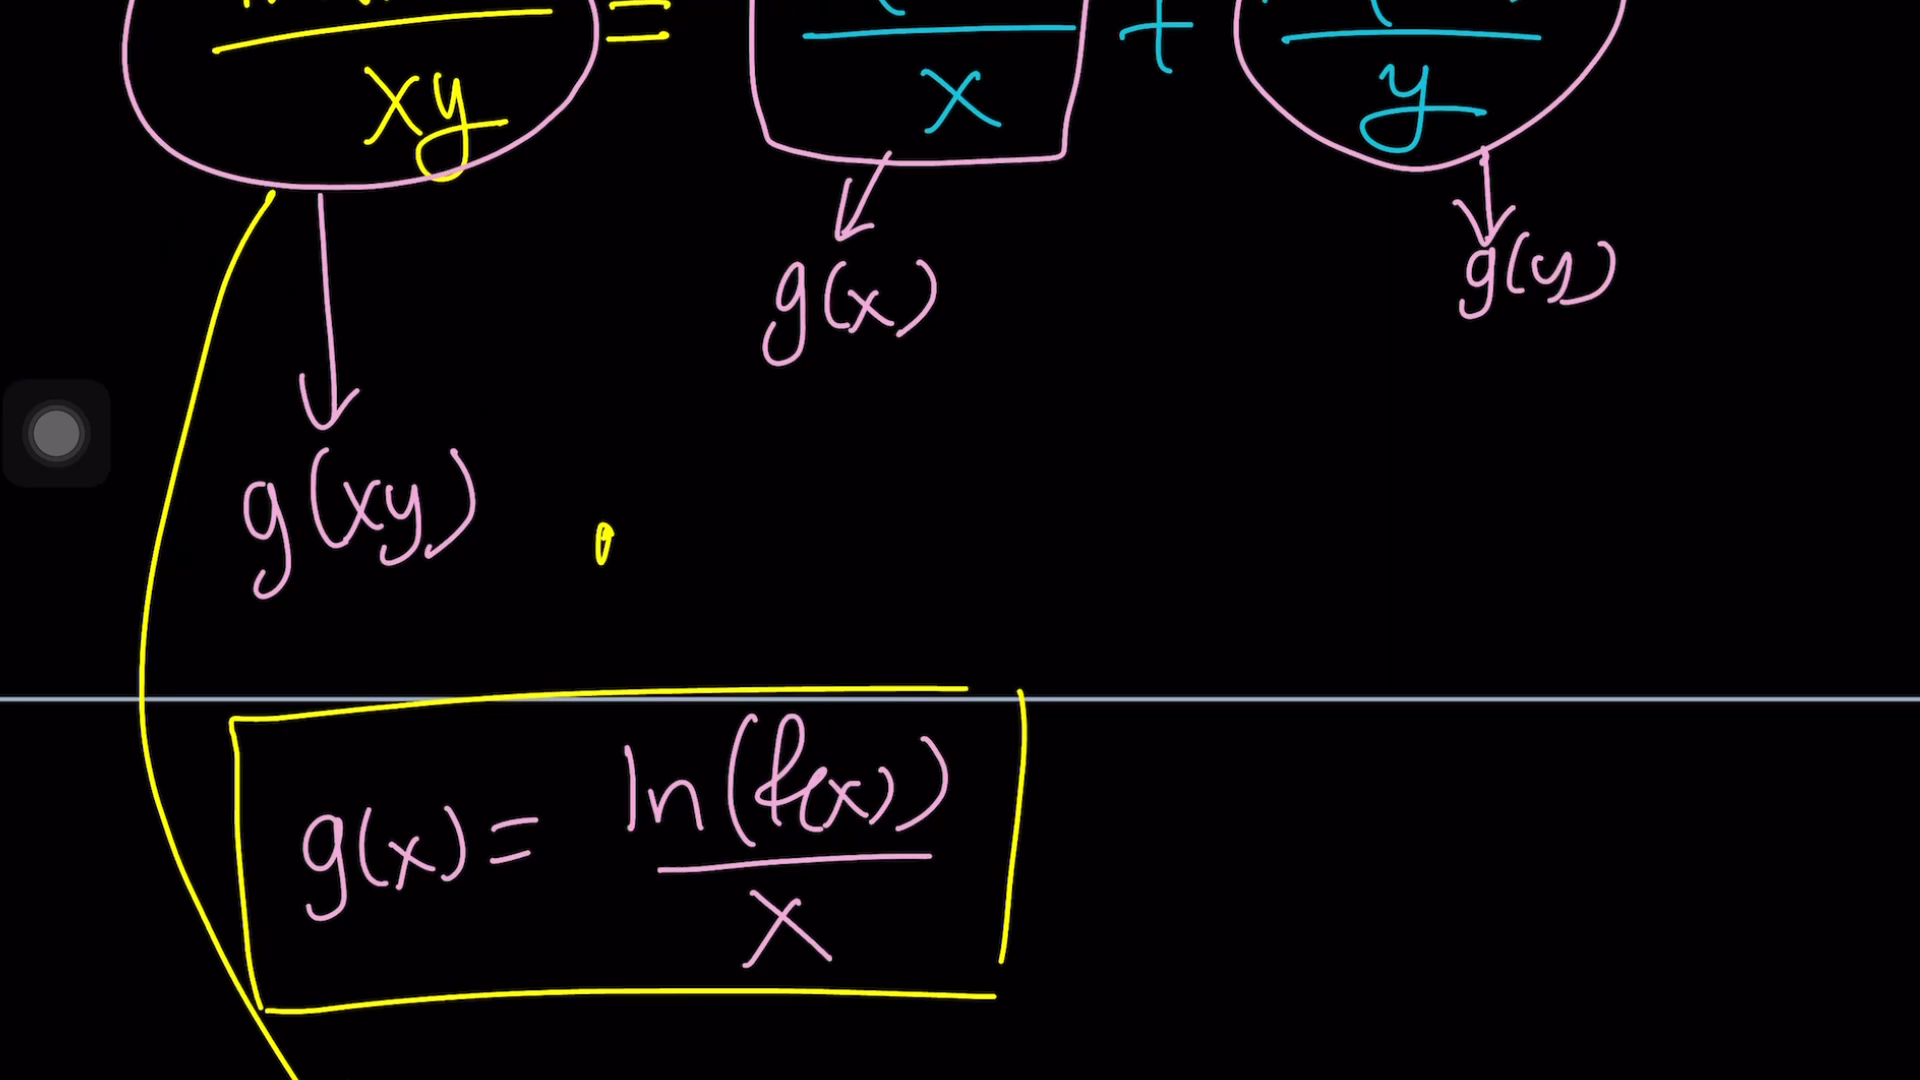 xy = x + y
g(x) g(y)
g(xy)
g(x) = ln(f(x))
x